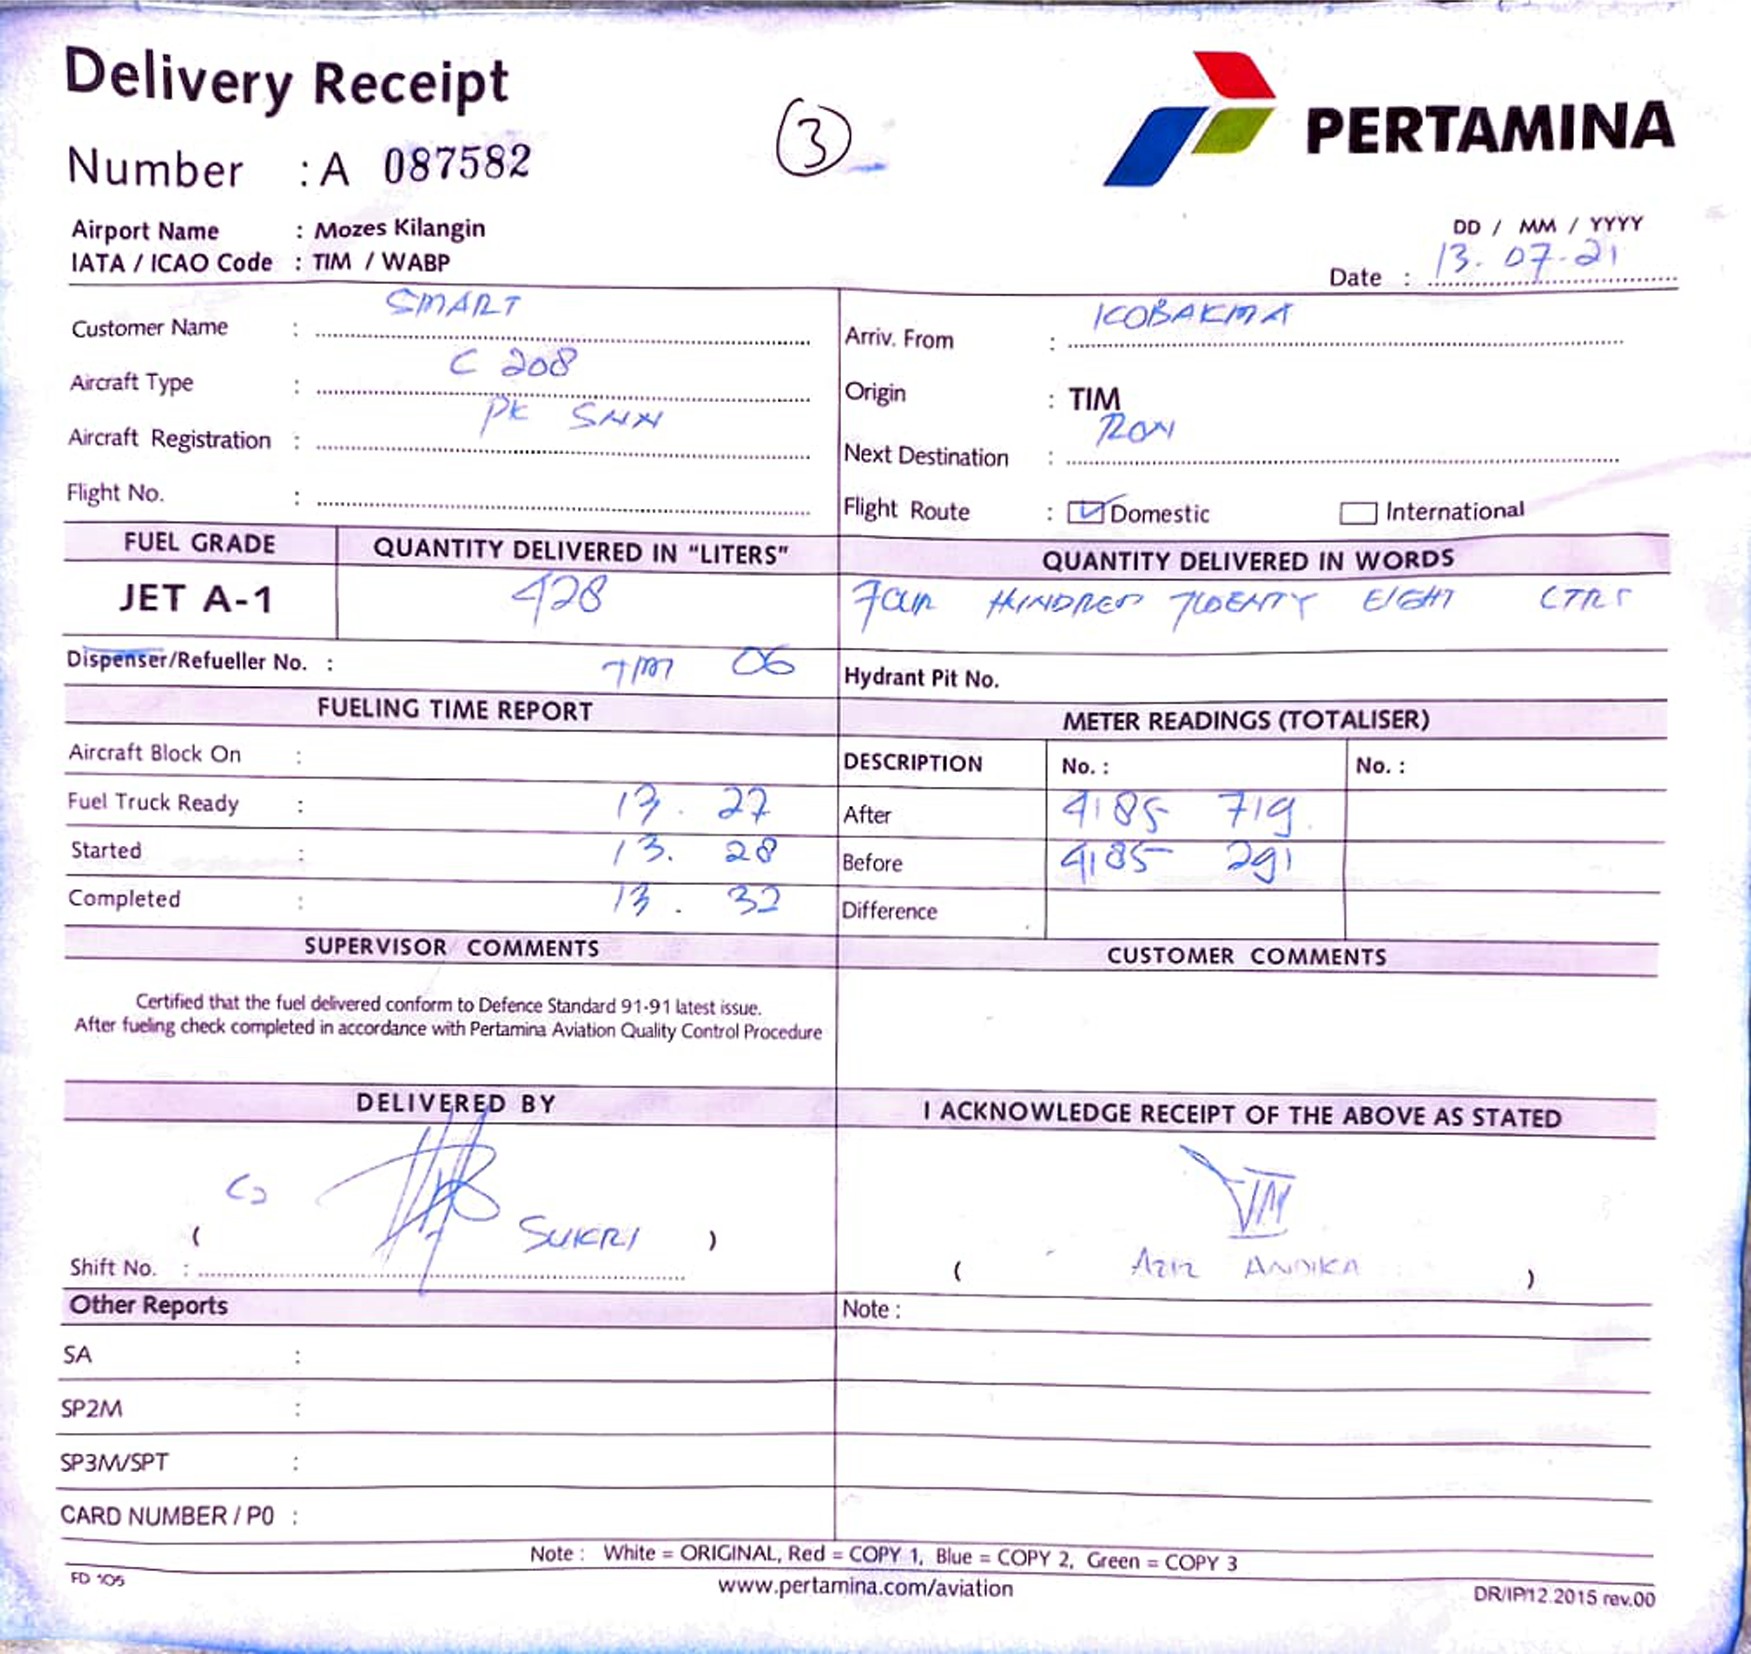 Delivery Receipt
Number : A 087582
3
PERTAMINA
Airport Name : Mozes Kilangin
IATA / ICAO Code : TIM / WABP
DD / MM / YYYY
Date : 13.07-21
Customer Name : SMART
Aircraft Type : C 208
Aircraft Registration : PK SNN
Flight No. :
Arriv. From : KOBAKMA
Origin : TIM
Next Destination : RON
Flight Route : Domestic International
FUEL GRADE QUANTITY DELIVERED IN "LITERS" QUANTITY DELIVERED IN WORDS
JET A-1 428 FOUR HUNDRED TWENTY EIGHT LTRS
Dispenser/Refueller No. : TIM 06 Hydrant Pit No.
FUELING TIME REPORT
Aircraft Block On :
Fuel Truck Ready : 13. 27
Started : 13. 28
Completed : 13. 32
METER READINGS (TOTALISER)
DESCRIPTION No. : No. :
After 4185 719
Before 4185 291
Difference
SUPERVISOR COMMENTS
Certified that the fuel delivered conform to Defence Standard 91-91 latest issue.
After fueling check completed in accordance with Pertamina Aviation Quality Control Procedure
CUSTOMER COMMENTS
DELIVERED BY
( SUKRI )
Shift No. :
I ACKNOWLEDGE RECEIPT OF THE ABOVE AS STATED
( AZIZ ANDIKA )
Other Reports
SA :
SP2M :
SP3M/SPT :
CARD NUMBER / P0 :
Note :
Note : White = ORIGINAL, Red = COPY 1, Blue = COPY 2, Green = COPY 3
FD 105
www.pertamina.com/aviation
DR/IP/12.2015 rev.00